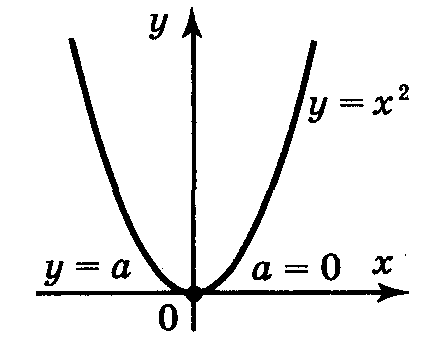 y
y = x²
y = a
a = 0
x
0